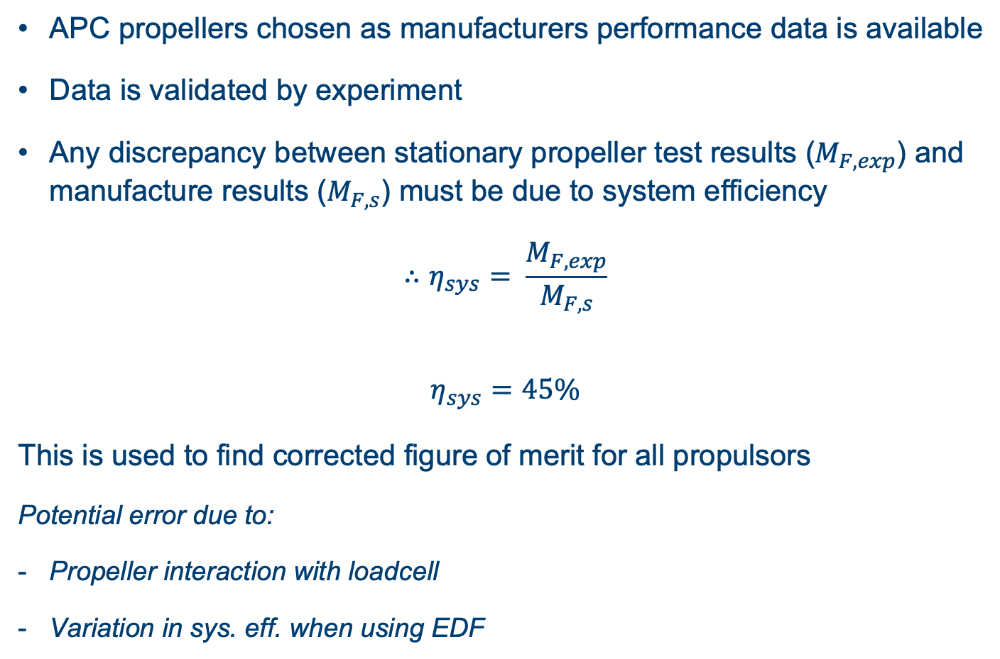 • APC propellers chosen as manufacturers performance data is available
• Data is validated by experiment
• Any discrepancy between stationary propeller test results (M_{F,exp}) and
manufacture results (M_{F,s}) must be due to system efficiency
∴ η_{sys} = \frac{M_{F,exp}}{M_{F,s}}
η_{sys} = 45%
This is used to find corrected figure of merit for all propulsors
Potential error due to:
- Propeller interaction with loadcell
- Variation in sys. eff. when using EDF